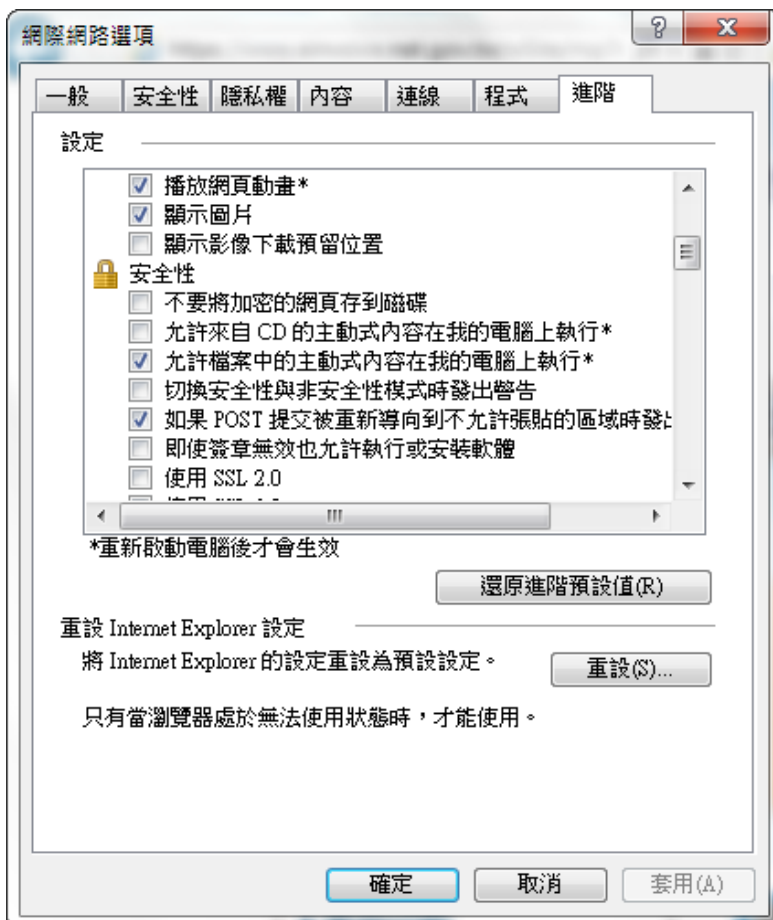 網際網路選項
一般 安全性 隱私權 內容 連線 程式 進階
設定
播放網頁動畫*
顯示圖片
顯示影像下載預留位置
安全性
不要將加密的網頁存到磁碟
允許來自 CD 的主動式內容在我的電腦上執行*
允許檔案中的主動式內容在我的電腦上執行*
切換安全性與非安全性模式時發出警告
如果 POST 提交被重新導向到不允許張貼的區域時發
即使簽章無效也允許執行或安裝軟體
使用 SSL 2.0
*重新啟動電腦後才會生效
還原進階預設值(R)
重設 Internet Explorer 設定
將 Internet Explorer 的設定重設為預設設定。
重設(S)...
只有當瀏覽器處於無法使用狀態時，才能使用。
確定 取消 套用(A)